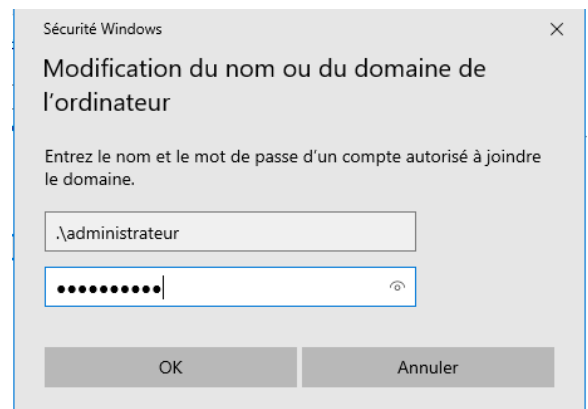 Sécurité Windows
Modification du nom ou du domaine de
l’ordinateur
Entrez le nom et le mot de passe d’un compte autorisé à joindre
le domaine.
.\administrateur
●●●●●●●●●●
OK Annuler